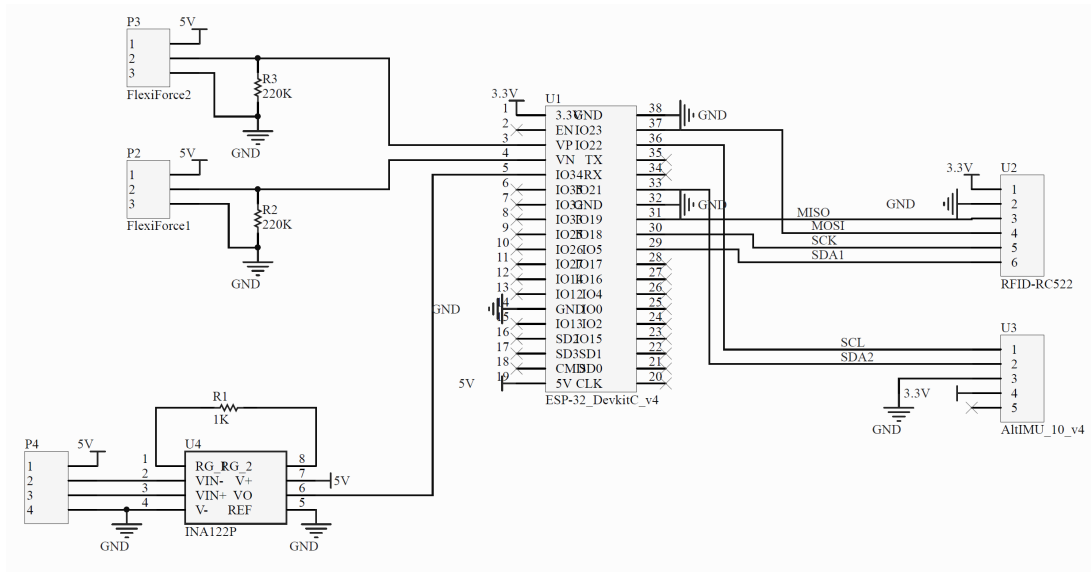 P3
5V
1
2
3
FlexiForce2
R3
220K
GND
P2
5V
1
2
3
FlexiForce1
R2
220K
GND
3.3V
U1
1 3.3V GND 38
GND
2 EN IO23 37
3 VP IO22 36
4 VN TX 35
5 IO34 RX 34
6 IO35 IO21 33
7 IO32 GND 32
GND
8 IO33 IO19 31
9 IO25 IO18 30
10 IO26 IO5 29
11 IO27 IO17 28
12 IO14 IO16 27
13 IO12 IO4 26
GND
14 GND IO0 25
15 IO13 IO2 24
16 SD2 IO15 23
17 SD3 SD1 22
18 CMD SD0 21
5V
19 5V CLK 20
ESP-32_DevkitC_v4
MISO
MOSI
SCK
SDA1
3.3V
GND
U2
1
2
3
4
5
6
RFID-RC522
SCL
SDA2
GND
3.3V
U3
1
2
3
4
5
AltIMU_10_v4
R1
1K
P4
5V
1
2
3
4
GND
U4
1 RG_1 RG_2 8
2 VIN- V+ 7
5V
3 VIN+ VO 6
4 V- REF 5
INA122P
GND